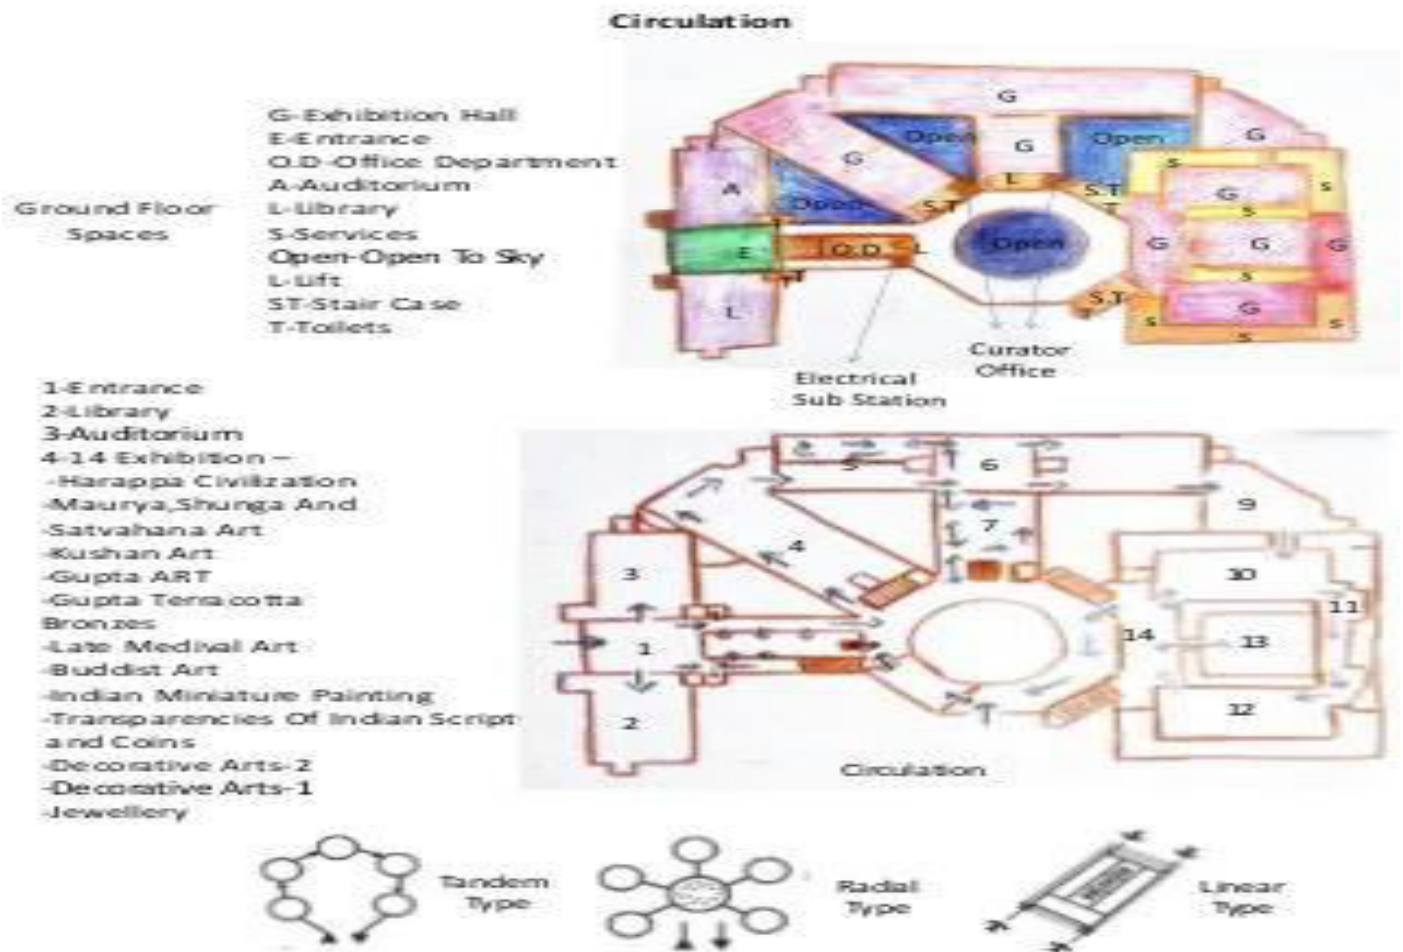 Circulation
G-Exhibition Hall
E-Entrance
O.D-Office Department
A-Auditorium
L-Library
S-Services
Open-Open To Sky
L-Lift
ST-Stair Case
T-Toilets
Ground Floor
Spaces
G
Open
G
Open
G
G
S
A
L
S.T
G
S
Open
S.T
T
S
E
O.D
L
Open
G
G
G
S
T
L
S.T
G
S
S
S
Electrical
Sub Station
Curator
Office
1-Entrance
2-Library
3-Auditorium
4-14 Exhibition –
-Harappa Civilization
-Maurya,Shunga And
-Satvahana Art
-Kushan Art
-Gupta ART
-Gupta Terracotta
Bronzes
-Late Medival Art
-Buddist Art
-Indian Miniature Painting
-Transparencies Of Indian Script
and Coins
-Decorative Arts-2
-Decorative Arts-1
-Jewellery
5
6
9
7
4
3
10
11
14
13
1
12
2
Circulation
Tandem
Type
Radial
Type
Linear
Type